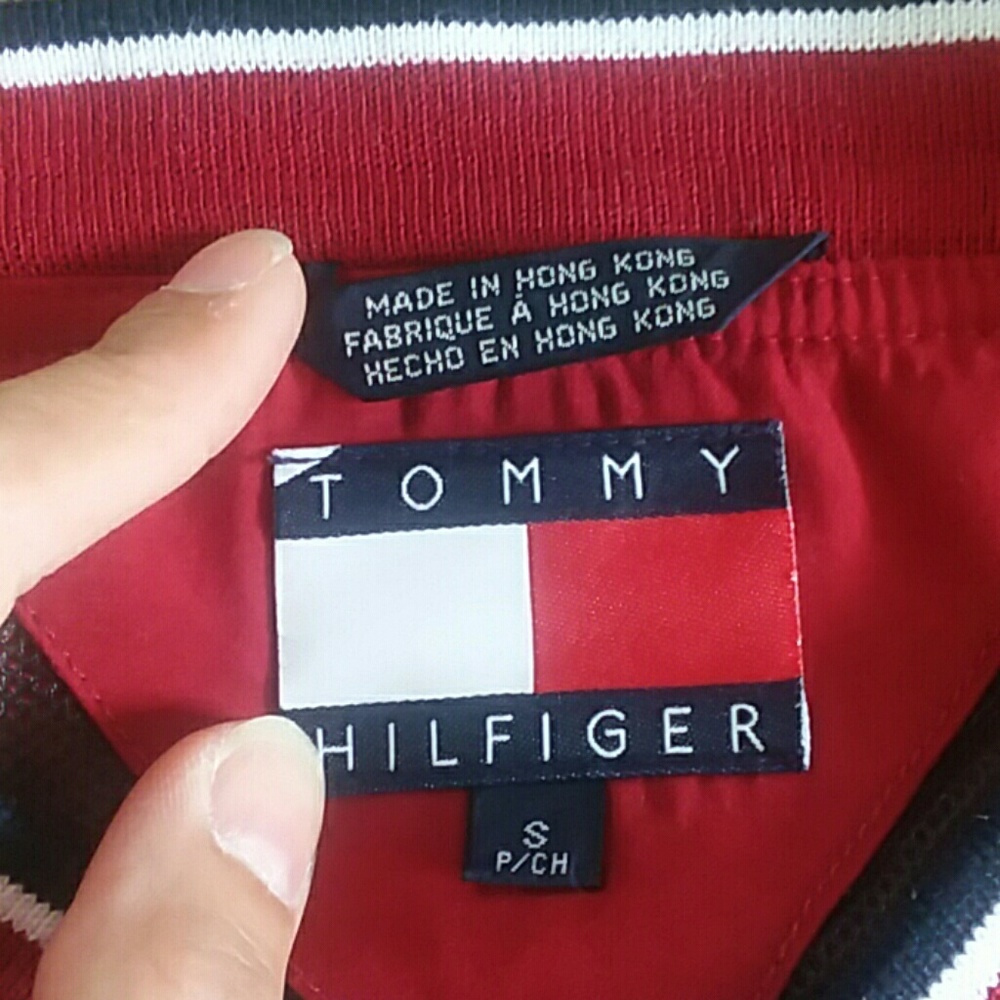 MADE IN HONG KONG
FABRIQUE À HONG KONG
HECHO EN HONG KONG
TOMMY
HILFIGER
S
P/CH